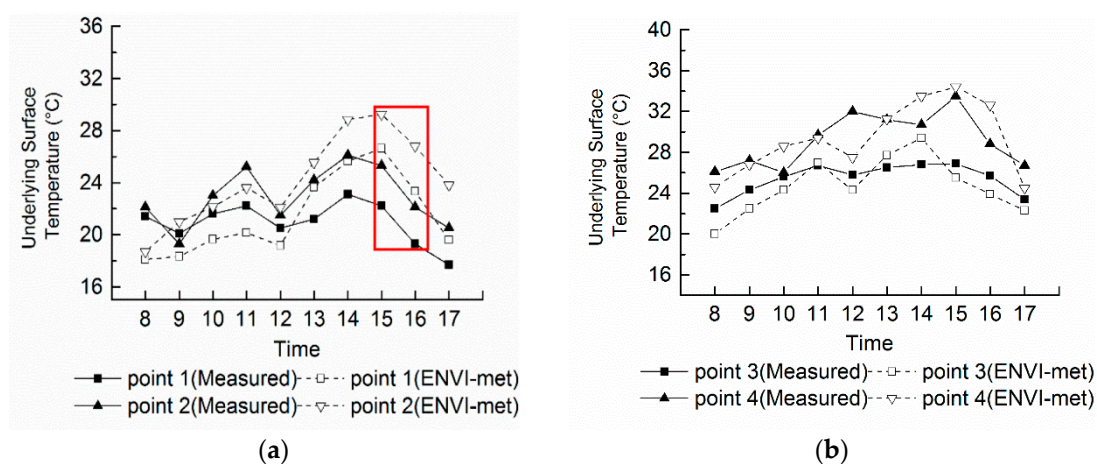 36
32
28
24
20
16
Underlying Surface
Temperature (°C)
8 9 10 11 12 13 14 15 16 17
Time
point 1(Measured) point 1(ENVI-met)
point 2(Measured) point 2(ENVI-met)
(a)
40
36
32
28
24
20
16
Underlying Surface
Temperature (°C)
8 9 10 11 12 13 14 15 16 17
Time
point 3(Measured) point 3(ENVI-met)
point 4(Measured) point 4(ENVI-met)
(b)